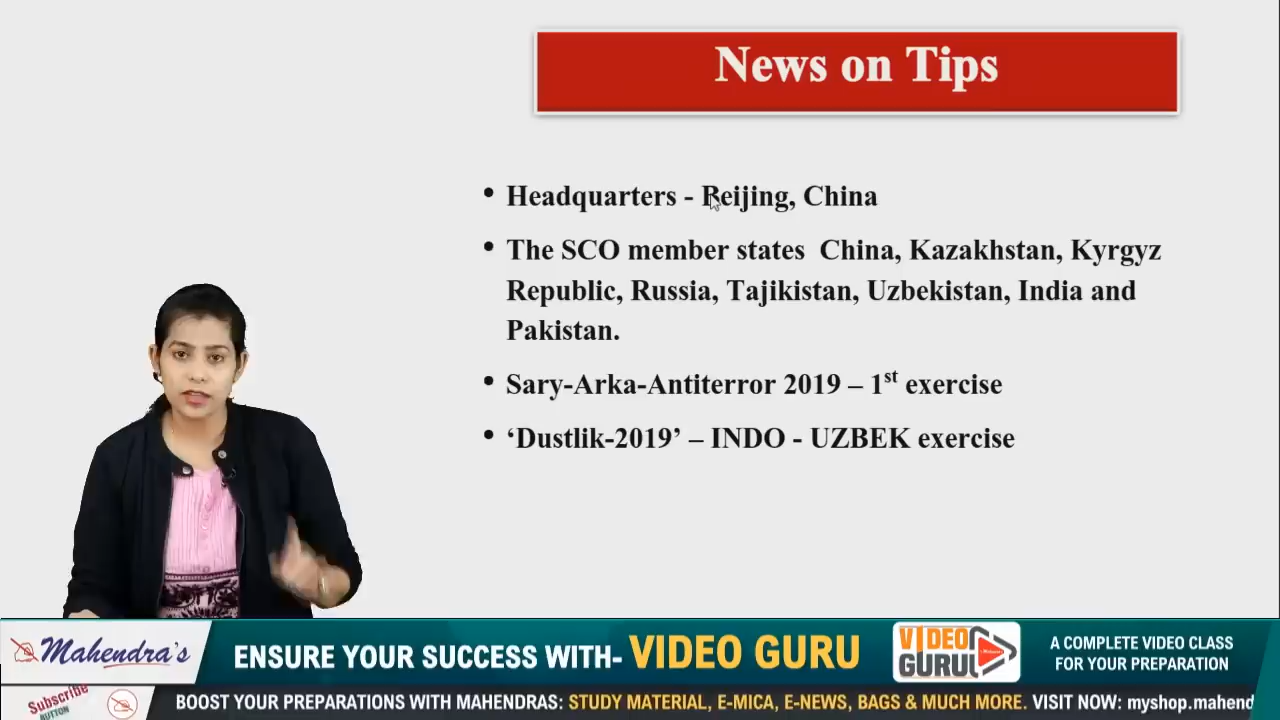 News on Tips
• Headquarters - Beijing, China
• The SCO member states China, Kazakhstan, Kyrgyz
Republic, Russia, Tajikistan, Uzbekistan, India and
Pakistan.
• Sary-Arka-Antiterror 2019 – 1st exercise
• ‘Dustlik-2019’ – INDO - UZBEK exercise
Mahendra's
ENSURE YOUR SUCCESS WITH- VIDEO GURU
VIDEO
GURU
A COMPLETE VIDEO CLASS
FOR YOUR PREPARATION
Subscribe
BUTTON
BOOST YOUR PREPARATIONS WITH MAHENDRAS: STUDY MATERIAL, E-MICA, E-NEWS, BAGS & MUCH MORE. VISIT NOW: myshop.mahend